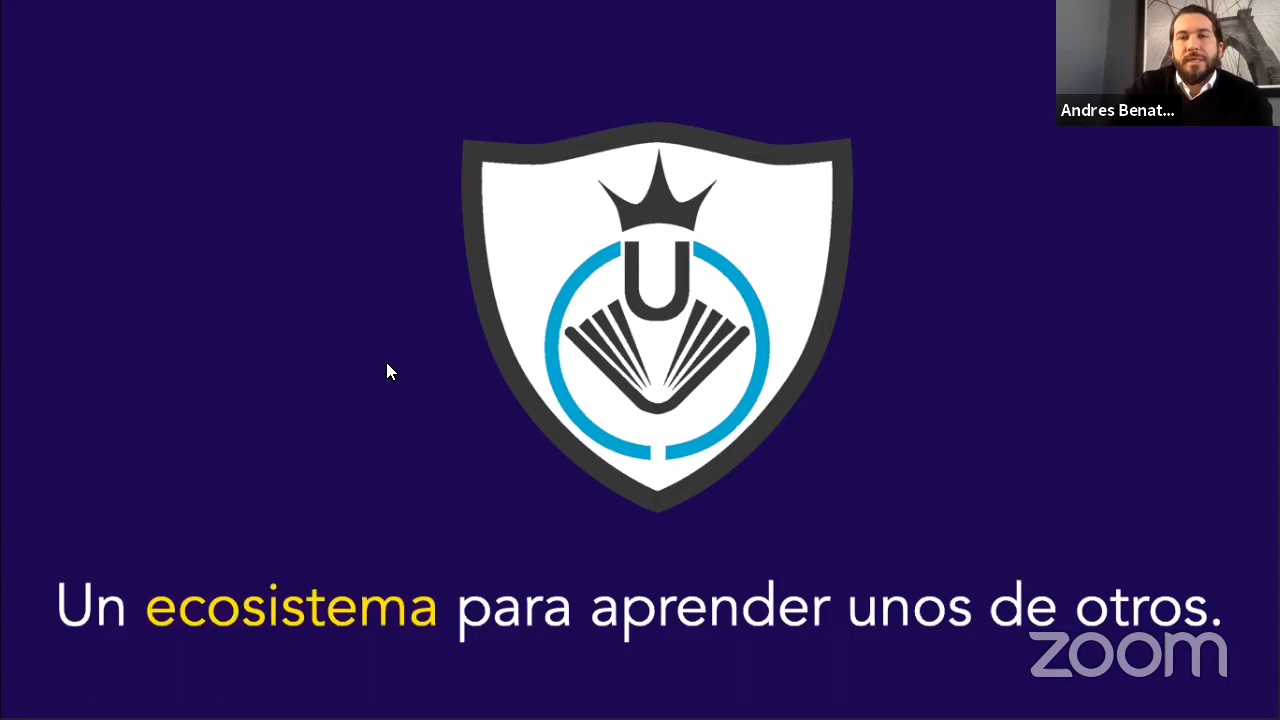 Andres Benat...
U
Un ecosistema para aprender unos de otros.
zoom